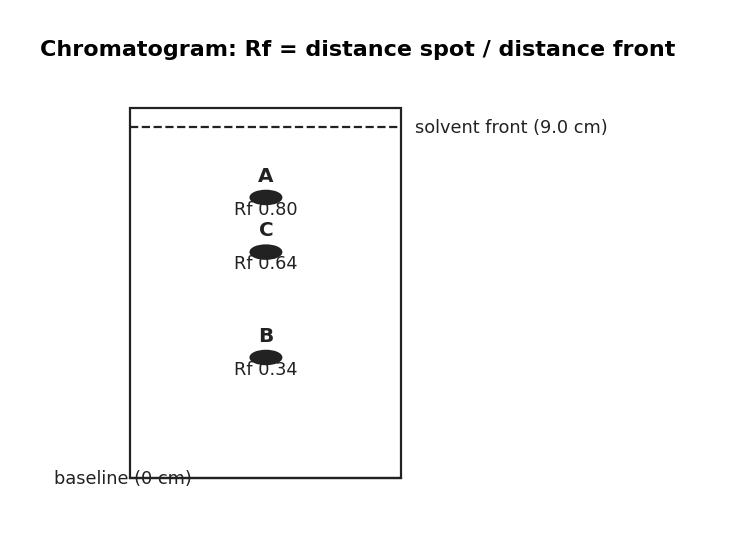 Chromatogram: Rf = distance spot / distance front
solvent front (9.0 cm)
A
Rf 0.80
C
Rf 0.64
B
Rf 0.34
baseline (0 cm)